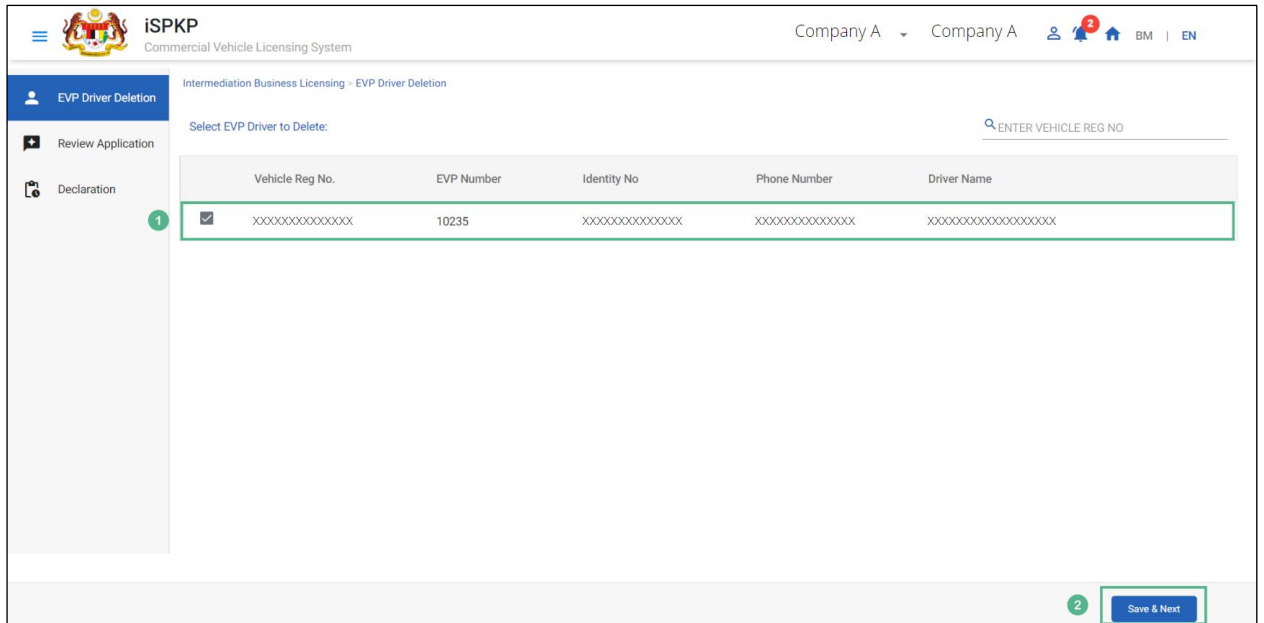 iSPKP
Commercial Vehicle Licensing System
Company A
Company A
2
BM | EN
EVP Driver Deletion
Review Application
Declaration
Intermediation Business Licensing > EVP Driver Deletion
Select EVP Driver to Delete:
ENTER VEHICLE REG NO
Vehicle Reg No. EVP Number Identity No Phone Number Driver Name
1 XXXXXXXXXXXXXX 10235 XXXXXXXXXXXXXX XXXXXXXXXXXXXX XXXXXXXXXXXXXXXXXX
2 Save & Next